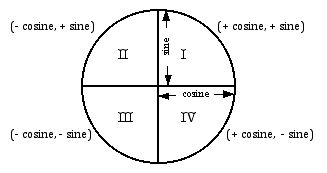 (- cosine, + sine)
(+ cosine, + sine)
II
I
sine
cosine
III
IV
(- cosine, - sine)
(+ cosine, - sine)